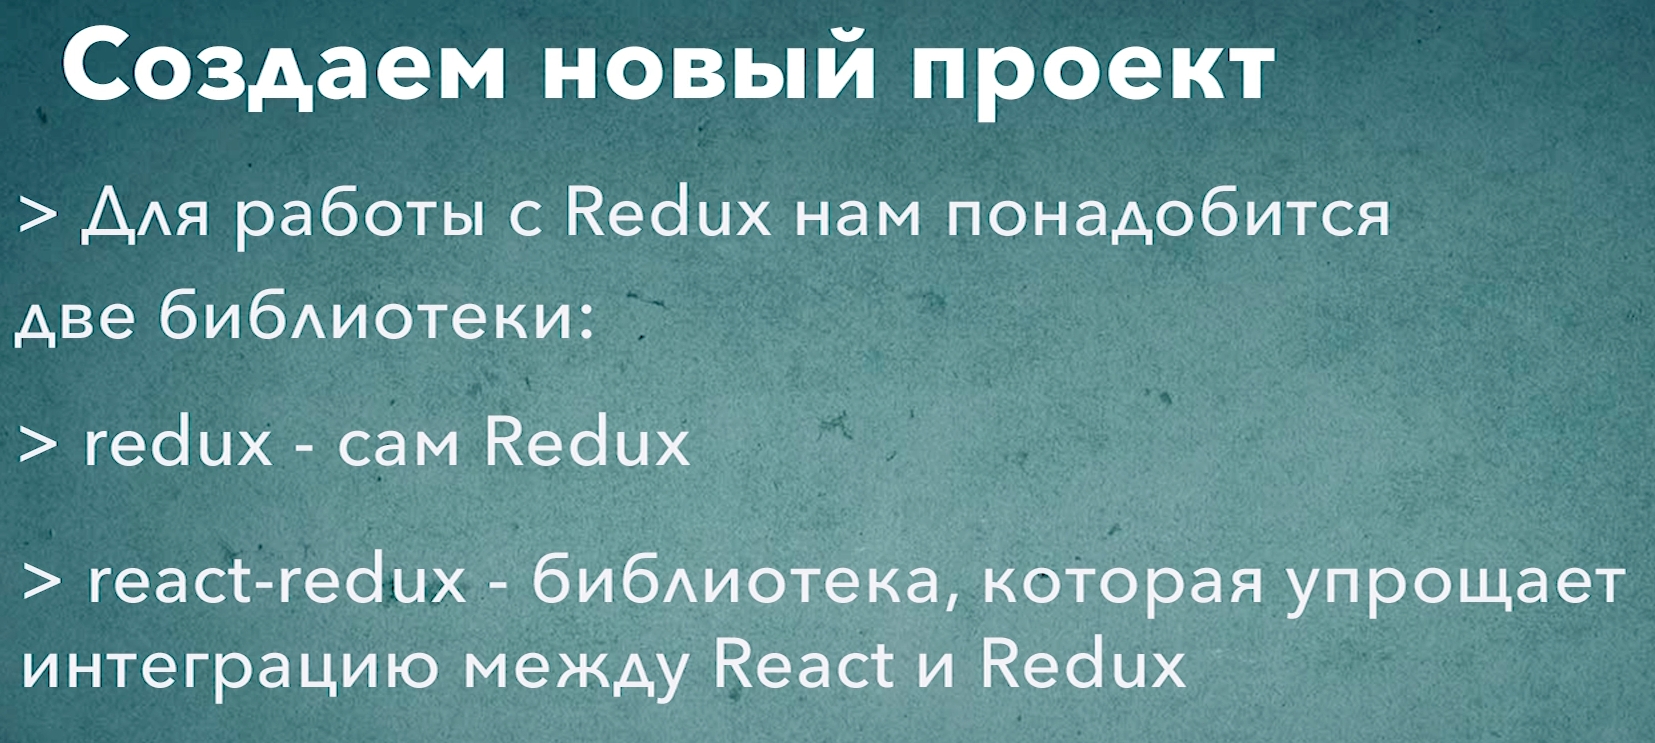 Создаем новый проект
> Для работы с Redux нам понадобится
две библиотеки:
> redux - сам Redux
> react-redux - библиотека, которая упрощает
интеграцию между React и Redux